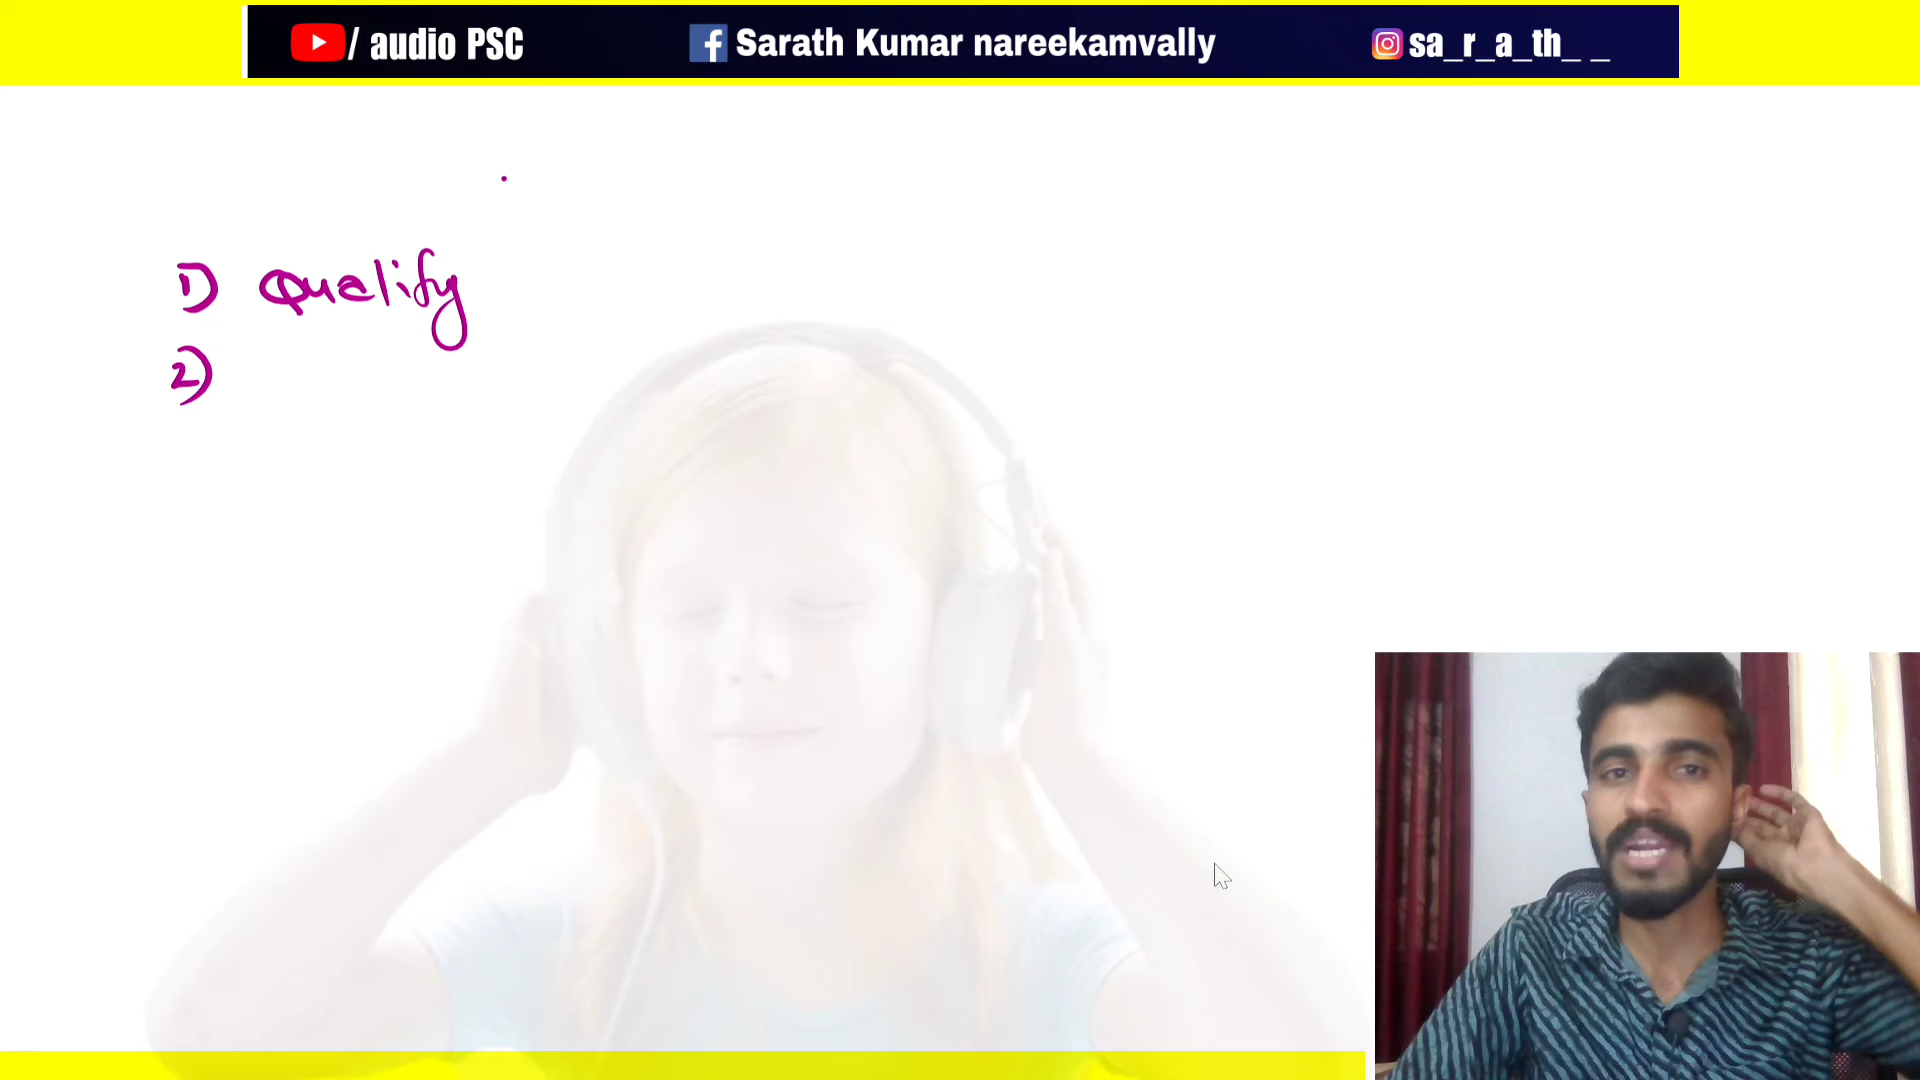 / audio PSC Sarath Kumar nareekamvally sa_r_a_th_ _
1) Qualify
2)